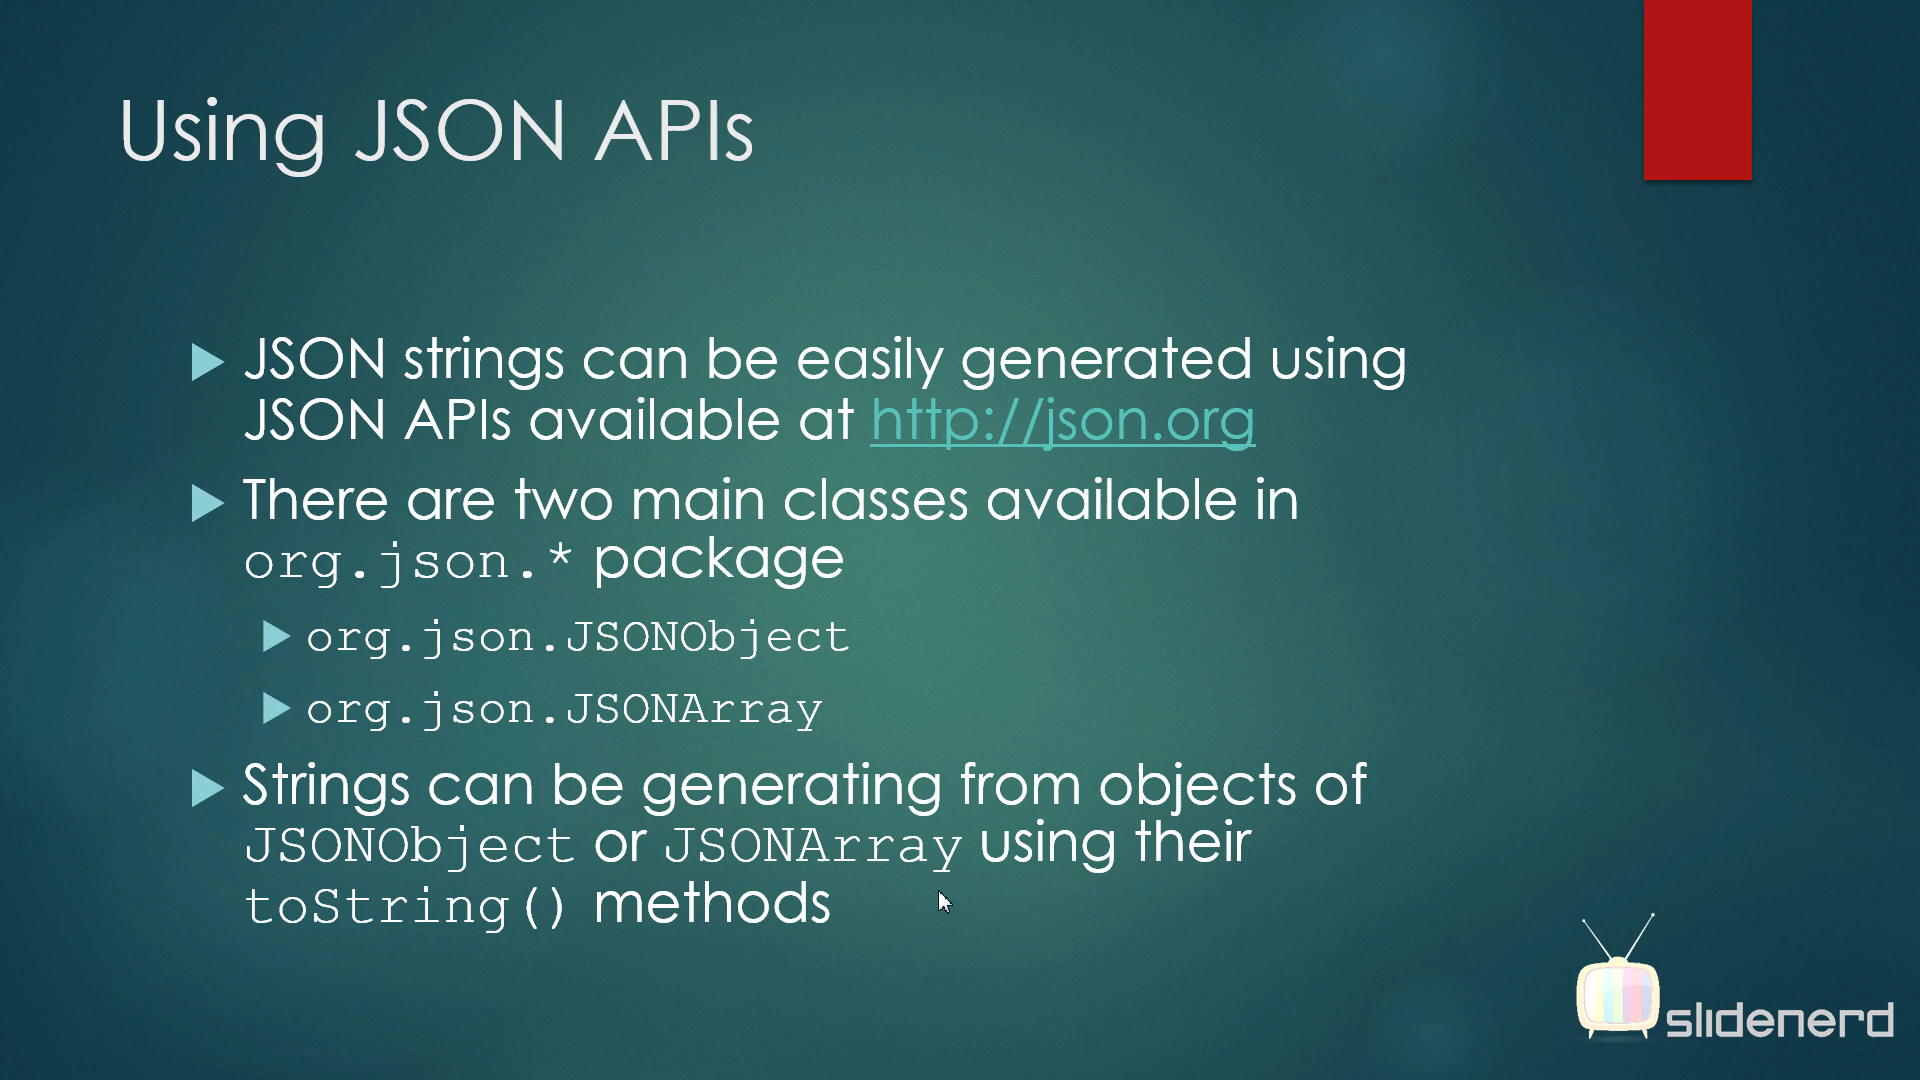 Using JSON APIs
JSON strings can be easily generated using
JSON APIs available at http://json.org
There are two main classes available in
org.json.* package
org.json.JSONObject
org.json.JSONArray
Strings can be generating from objects of
JSONObject or JSONArray using their
toString() methods
slidenerd